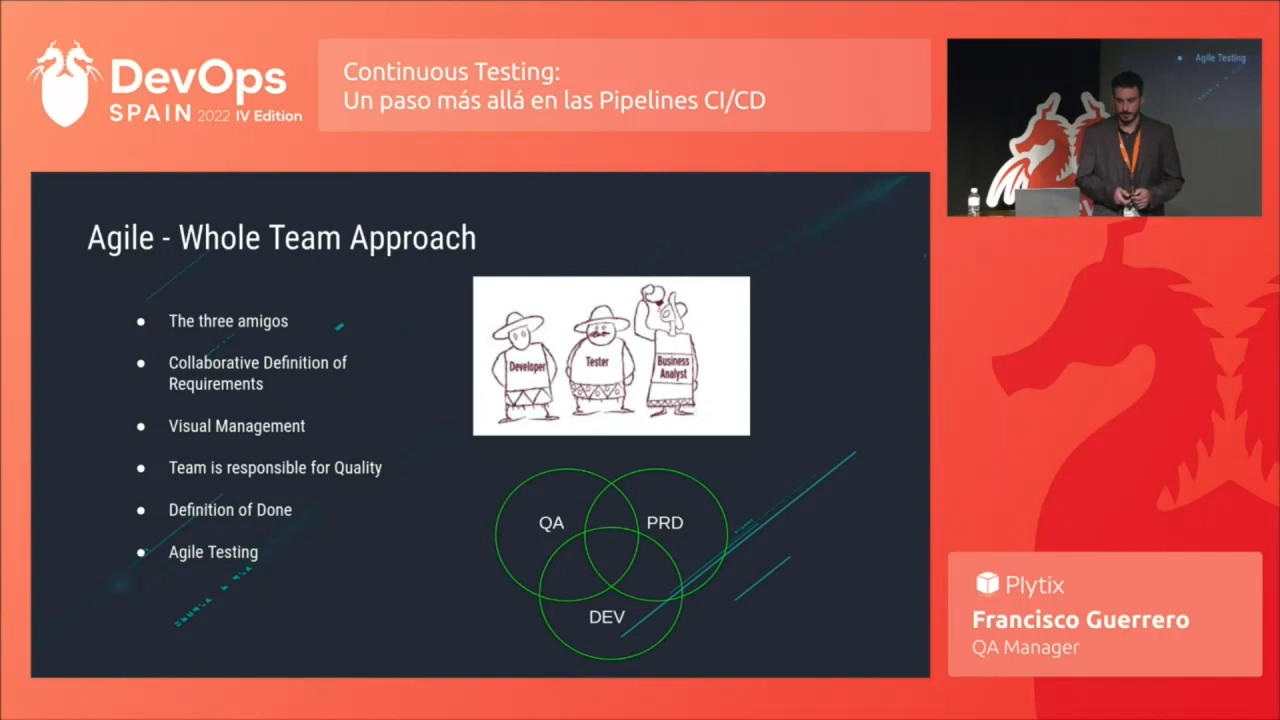 DevOps
SPAIN 2022 IV Edition
Continuous Testing:
Un paso más allá en las Pipelines CI/CD
Agile Testing
Agile - Whole Team Approach
The three amigos
Collaborative Definition of
Requirements
Visual Management
Team is responsible for Quality
Definition of Done
Agile Testing
Developer
Tester
Business
Analyst
QA
PRD
DEV
Plytix
Francisco Guerrero
QA Manager